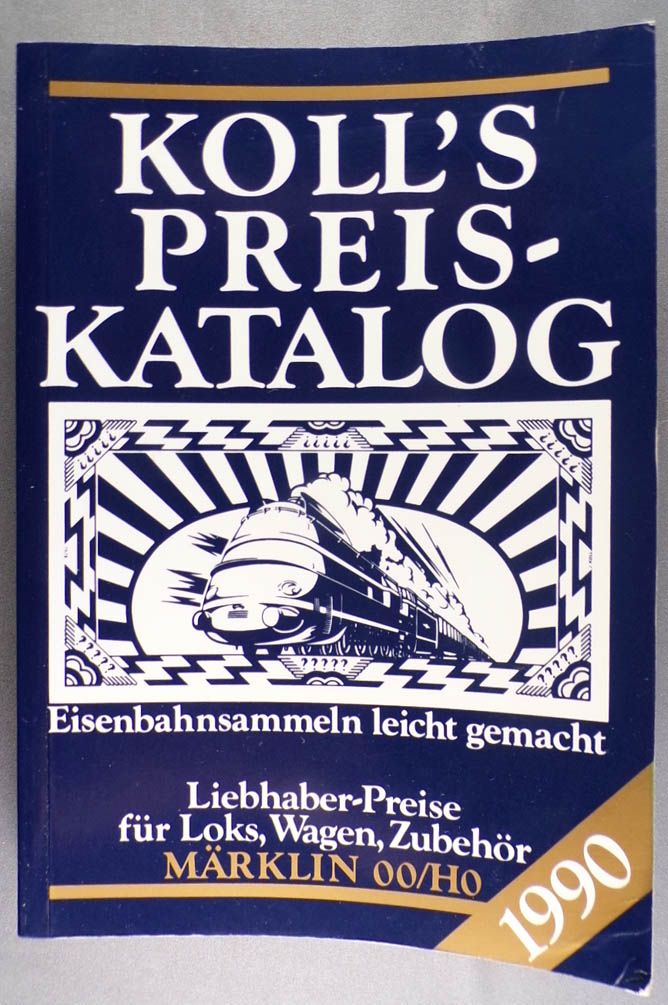 KOLL'S
PREIS-
KATALOG
¿¿¿¿¿
?????
Eisenbahnsammeln leicht gemacht
Liebhaber-Preise
für Loks, Wagen, Zubehör
MÄRKLIN 00/H0
1990